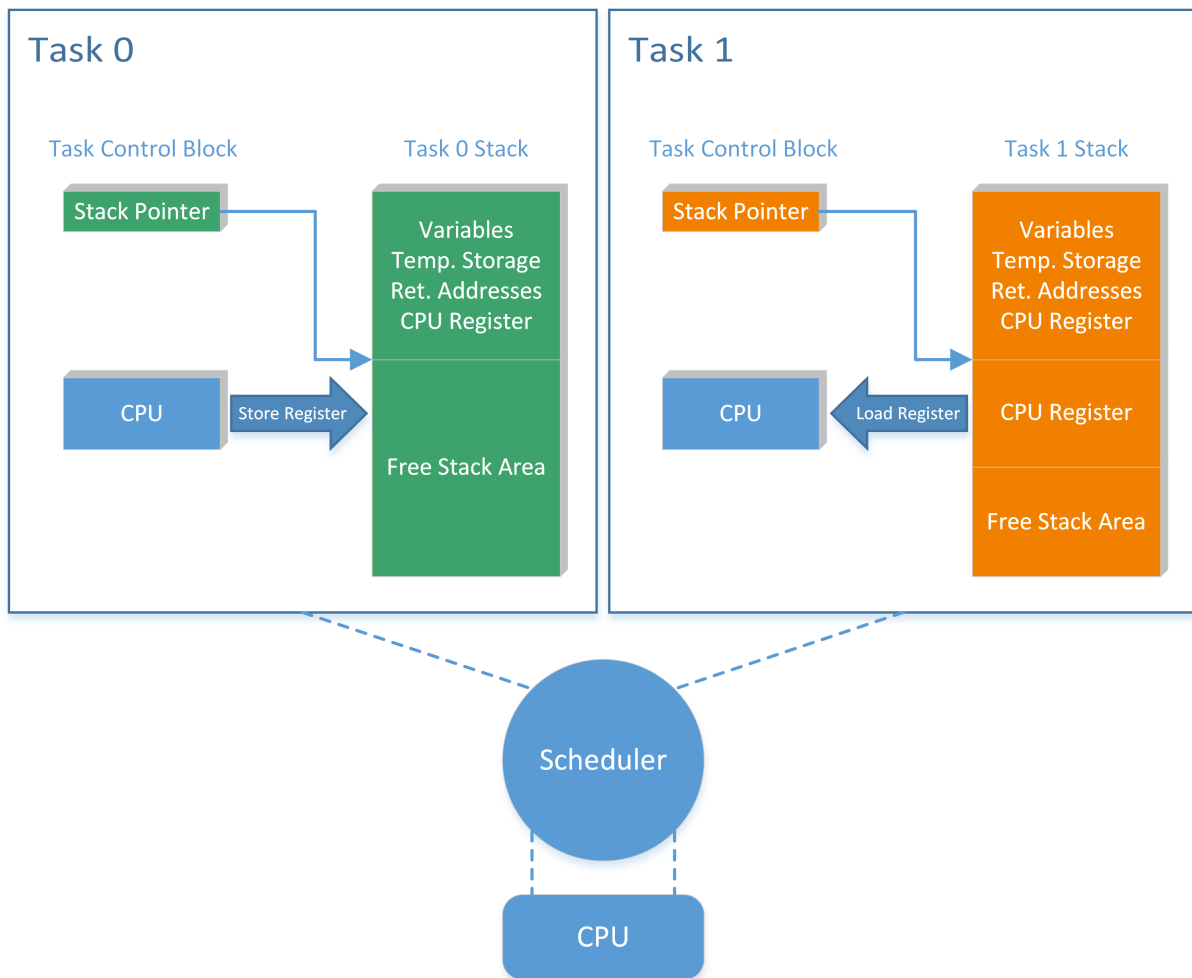 Task 0
Task Control Block
Task 0 Stack
Stack Pointer
Variables
Temp. Storage
Ret. Addresses
CPU Register
CPU
Store Register
Free Stack Area
Task 1
Task Control Block
Task 1 Stack
Stack Pointer
Variables
Temp. Storage
Ret. Addresses
CPU Register
CPU
Load Register
CPU Register
Free Stack Area
Scheduler
CPU